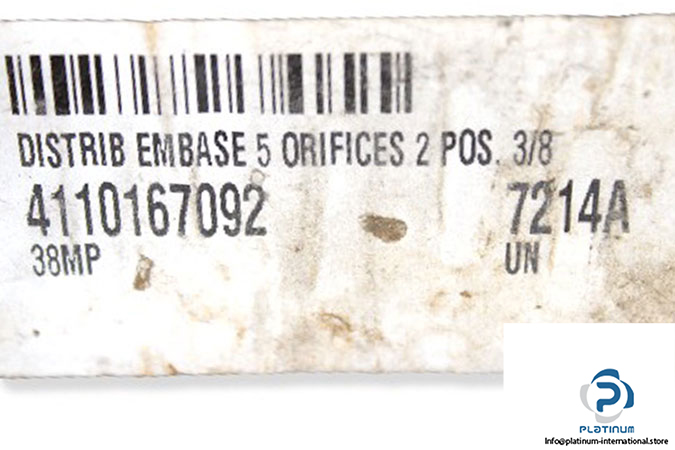 DISTRIB EMBASE 5 ORIFICES 2 POS. 3/8
4110167092 7214A
38MP UN
PLATINUM
Info@platinum-international.store